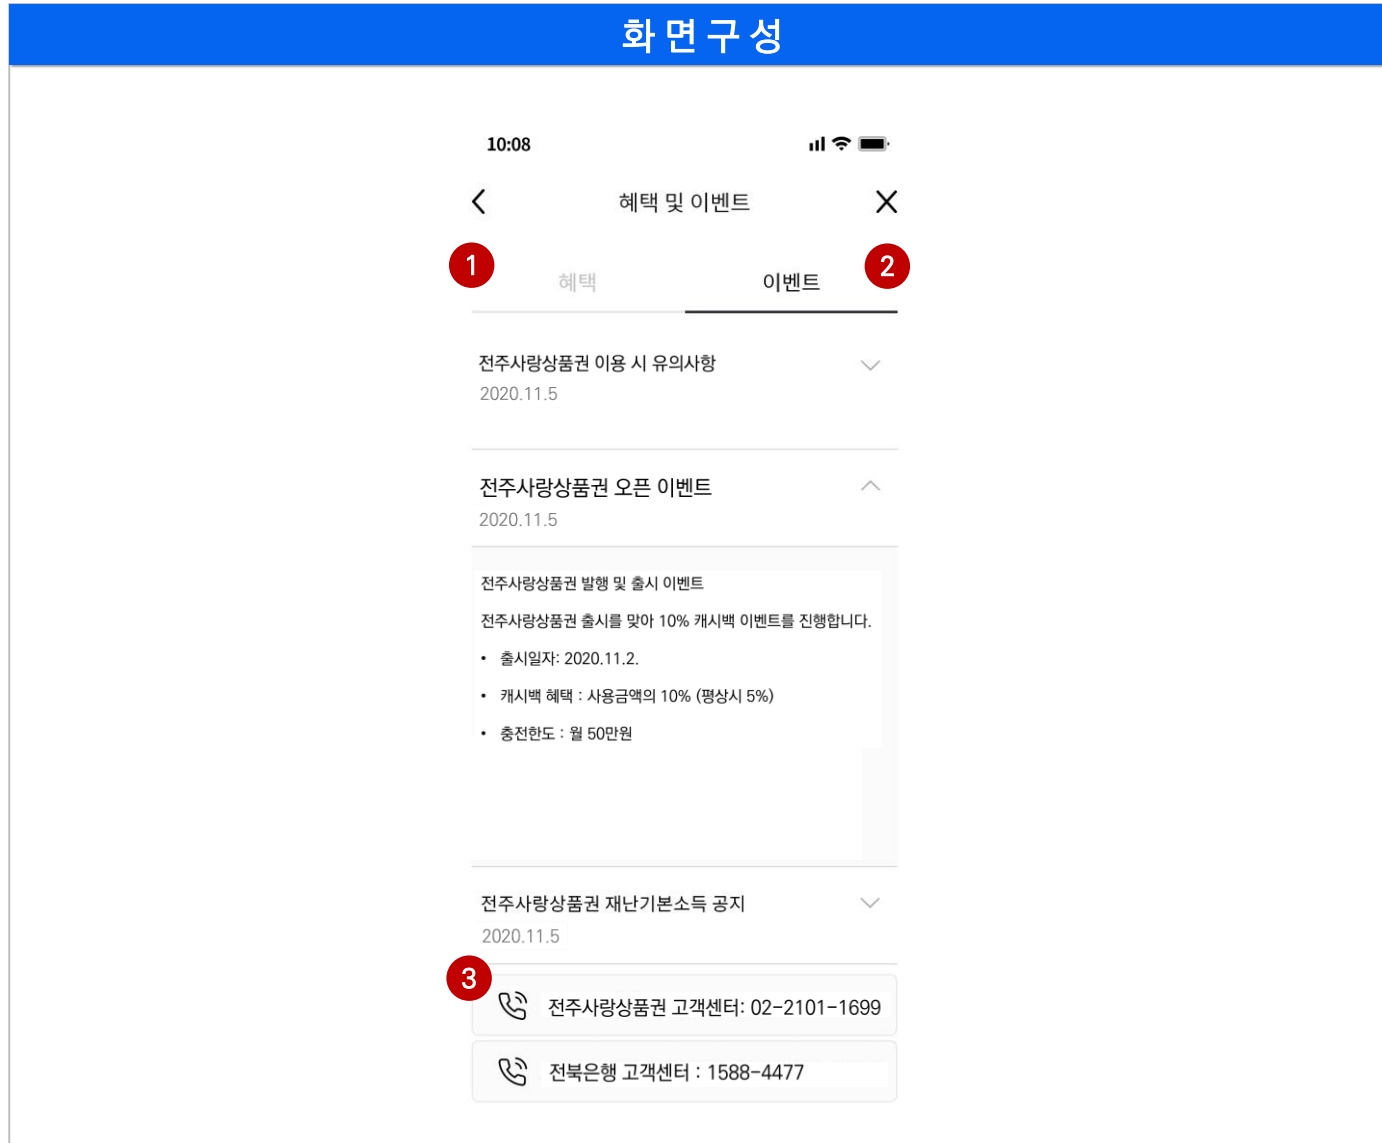 화면구성
10:08
혜택 및 이벤트
1
혜택
이벤트
2
전주사랑상품권 이용 시 유의사항
2020.11.5
전주사랑상품권 오픈 이벤트
2020.11.5
전주사랑상품권 발행 및 출시 이벤트
전주사랑상품권 출시를 맞아 10% 캐시백 이벤트를 진행합니다.
• 출시일자: 2020.11.2.
• 캐시백 혜택 : 사용금액의 10% (평상시 5%)
• 충전한도 : 월 50만원
전주사랑상품권 재난기본소득 공지
2020.11.5
3
전주사랑상품권 고객센터: 02-2101-1699
전북은행 고객센터 : 1588-4477